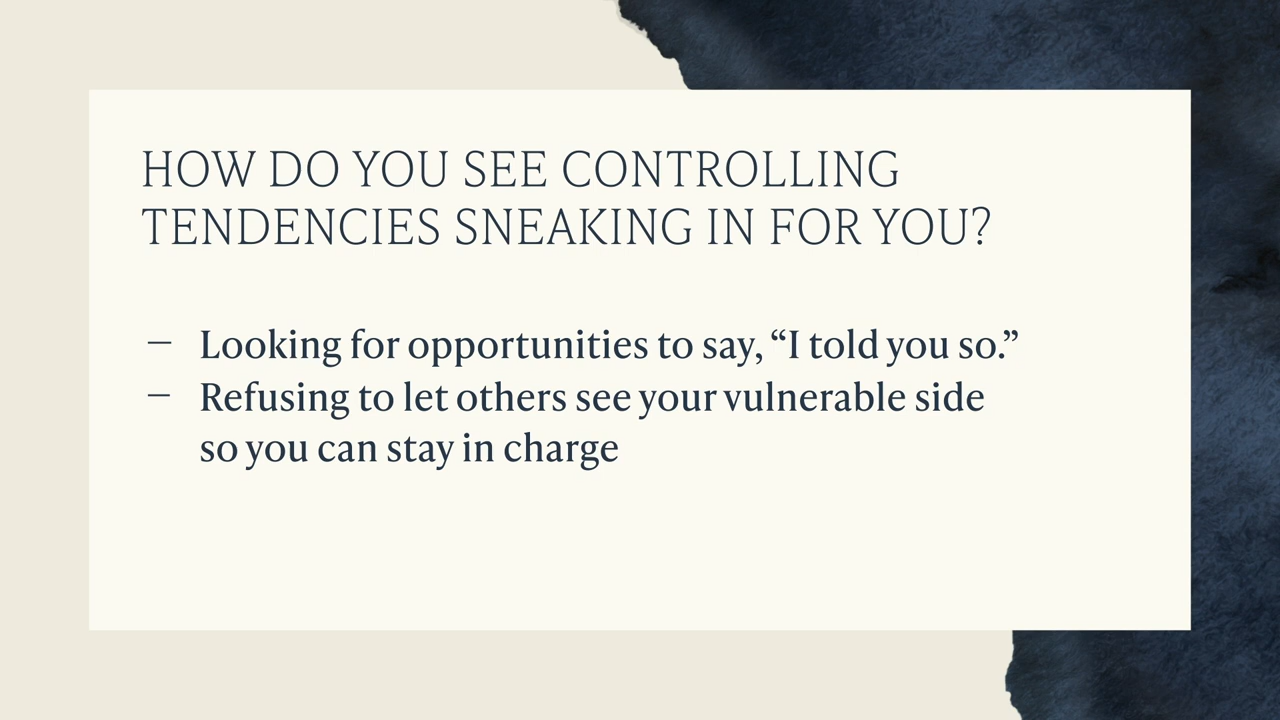 HOW DO YOU SEE CONTROLLING
TENDENCIES SNEAKING IN FOR YOU?
— Looking for opportunities to say, “I told you so.”
— Refusing to let others see your vulnerable side
so you can stay in charge